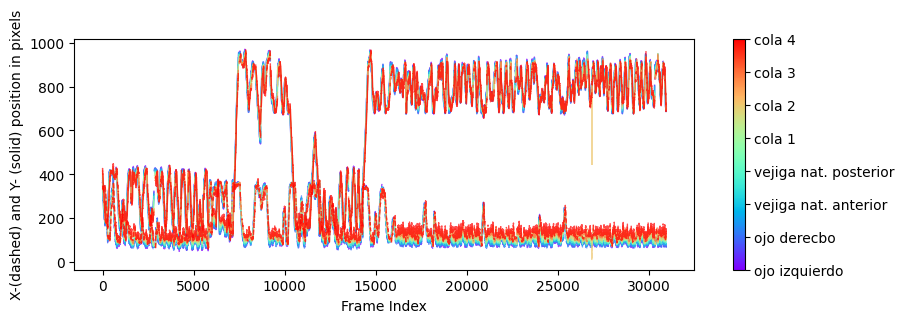 X-(dashed) and Y- (solid) position in pixels
1000
800
600
400
200
0
0 5000 10000 15000 20000 25000 30000
Frame Index
cola 4
cola 3
cola 2
cola 1
vejiga nat. posterior
vejiga nat. anterior
ojo derecbo
ojo izquierdo